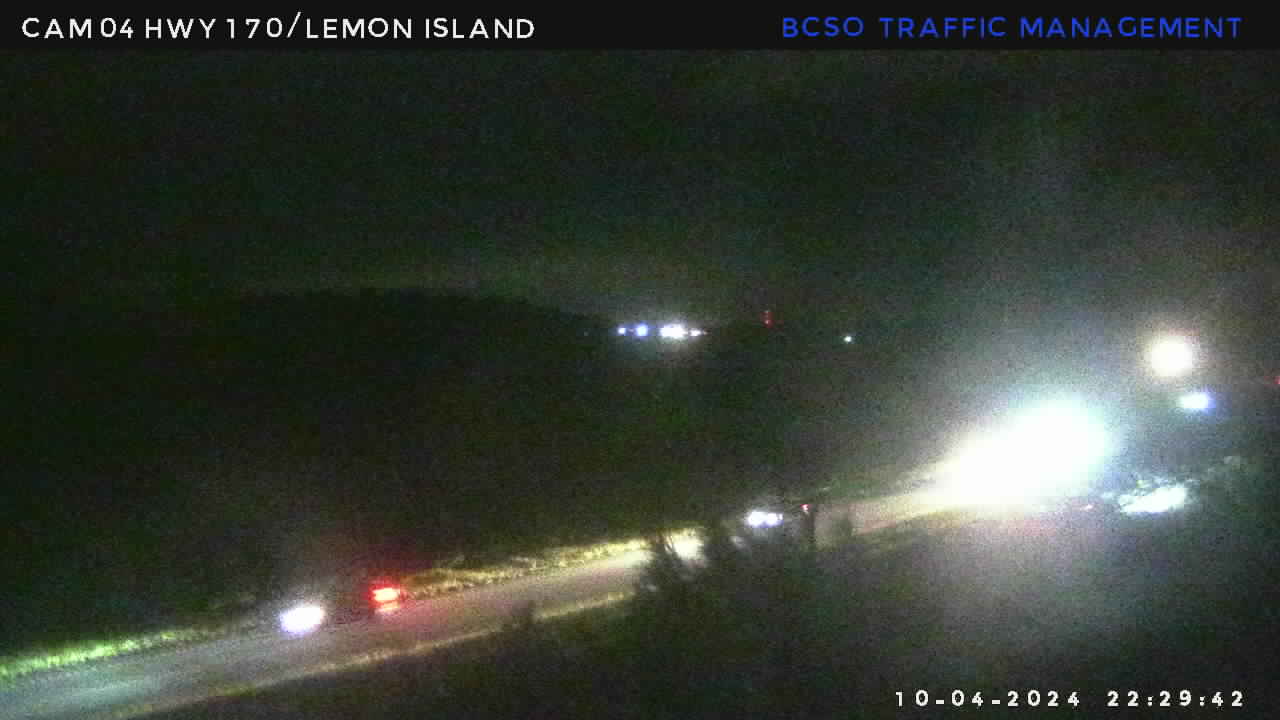 CAM04 HWY 170/LEMON ISLAND
BCSO TRAFFIC MANAGEMENT
10-04-2024 22:29:42